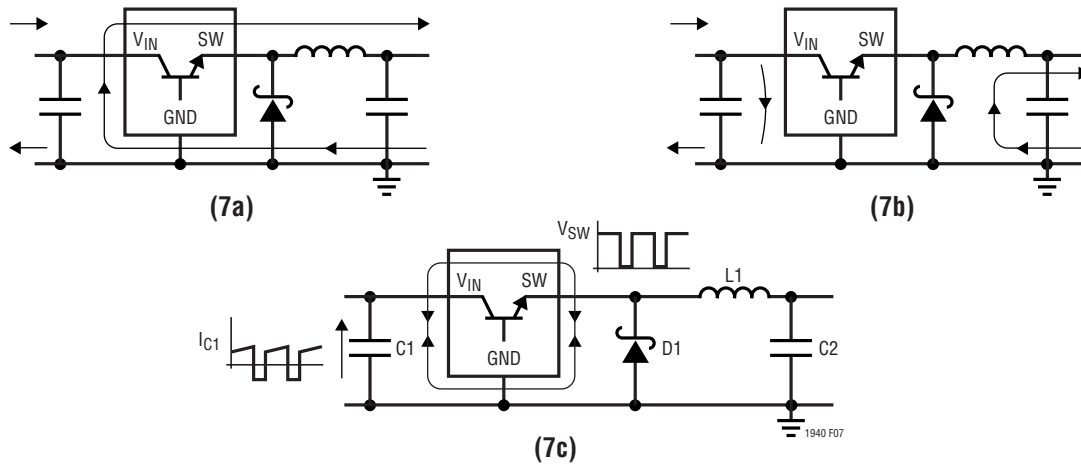 VIN SW
GND
(7a)
VIN SW
GND
(7b)
VSW
L1
VIN SW
IC1
C1
GND
D1
C2
1940 F07
(7c)